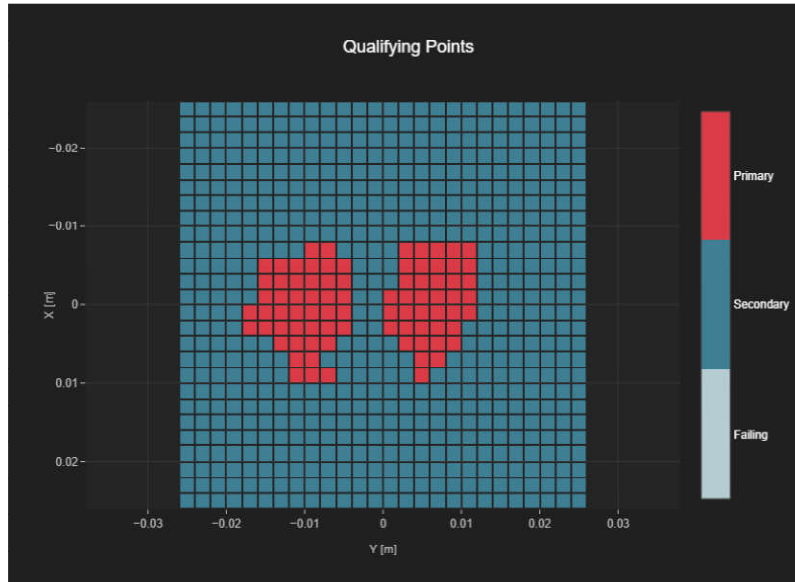 Qualifying Points
−0.02
−0.01
0
0.01
0.02
X [m]
−0.03 −0.02 −0.01 0 0.01 0.02 0.03
Y [m]
Primary
Secondary
Failing